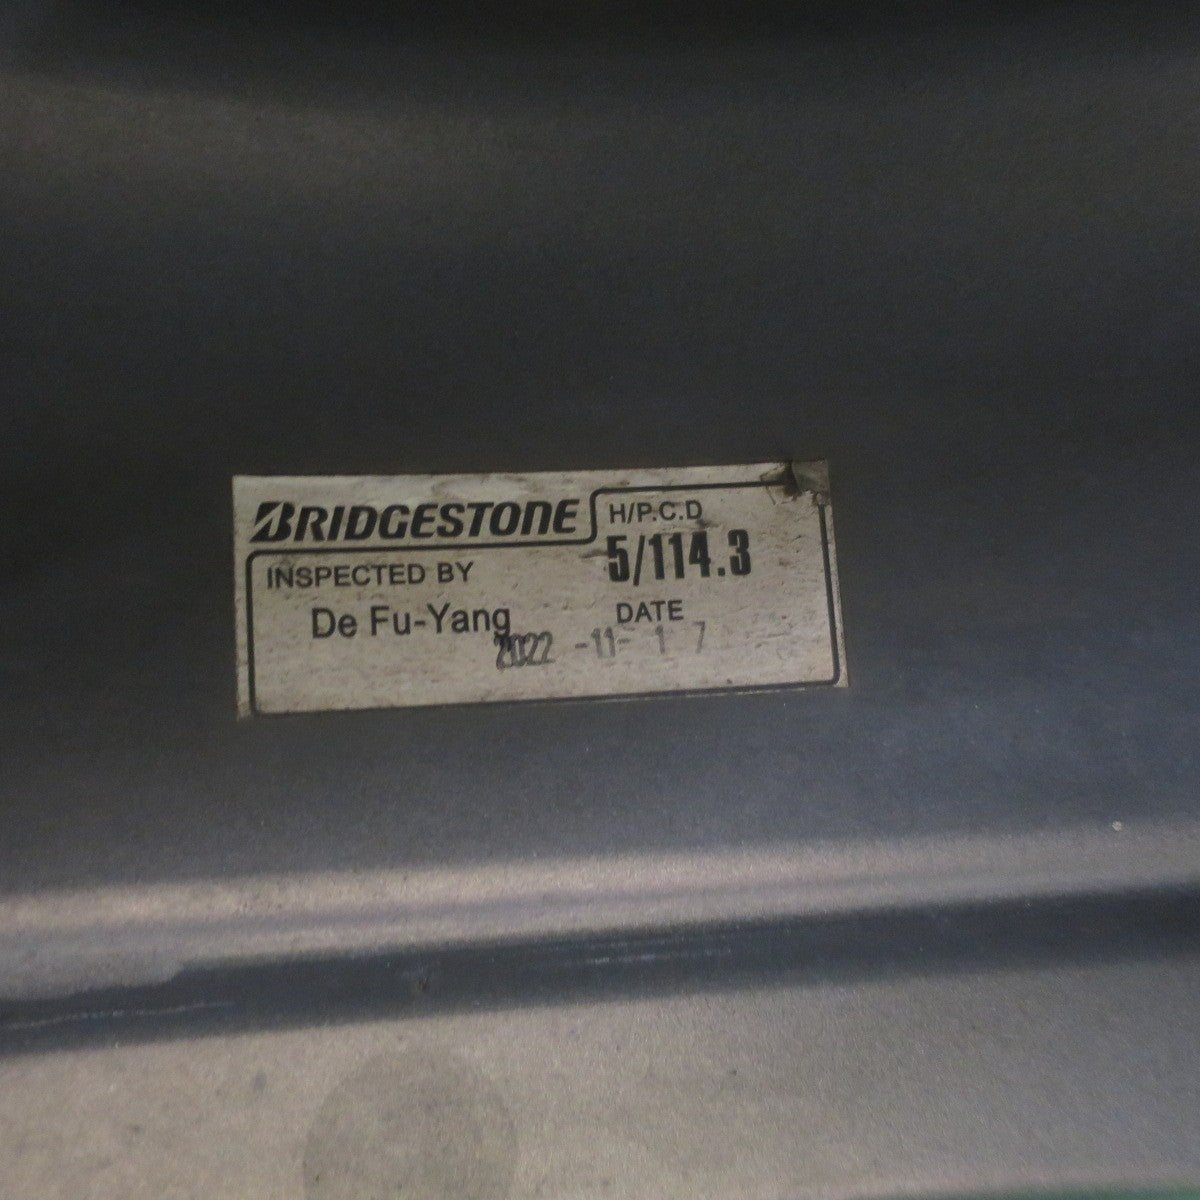 BRIDGESTONE
H/P.C.D
5/114.3
INSPECTED BY
De Fu-Yang
DATE
2022 -11- 1 7